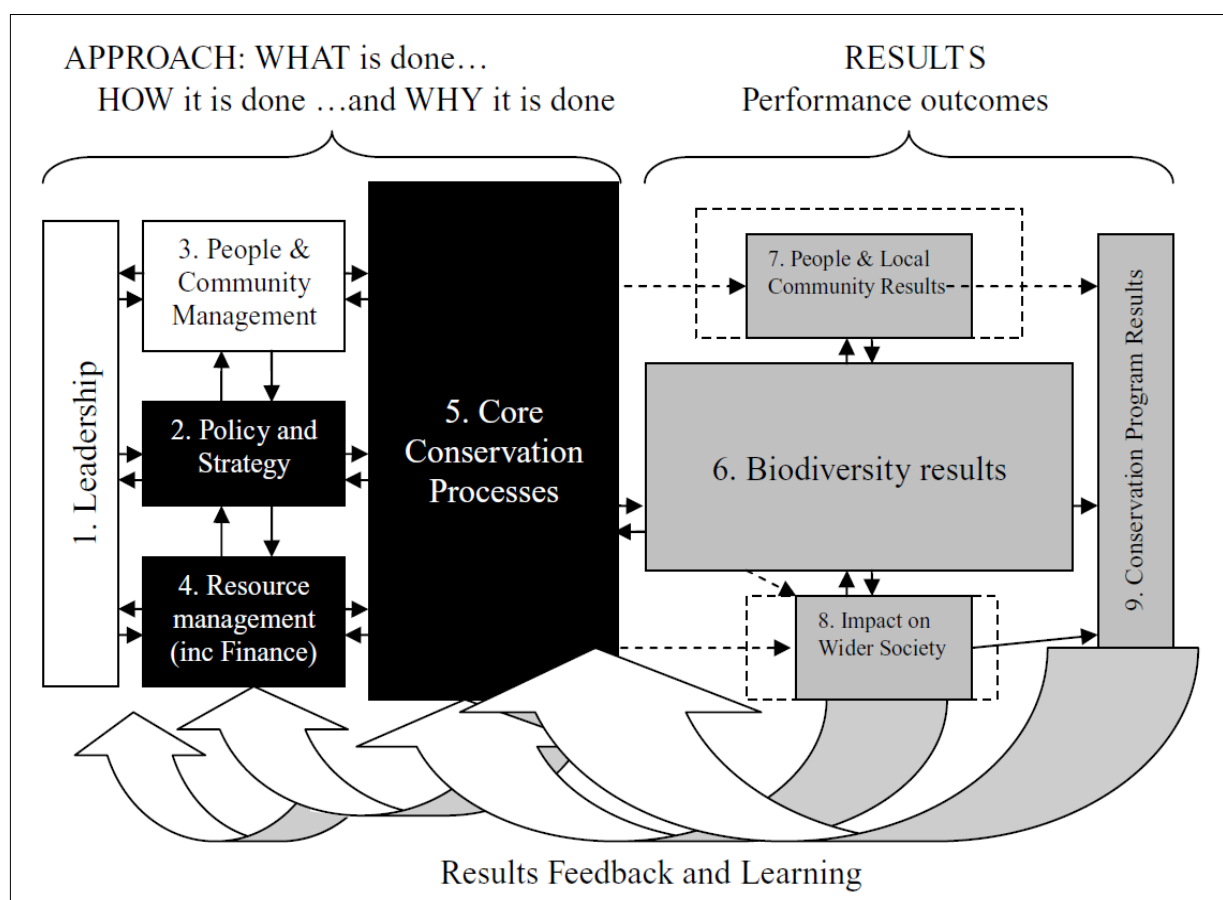 APPROACH: WHAT is done…
HOW it is done …and WHY it is done
RESULTS
Performance outcomes
1. Leadership
3. People &
Community
Management
2. Policy and
Strategy
4. Resource
management
(inc Finance)
5. Core
Conservation
Processes
7. People & Local
Community Results
6. Biodiversity results
8. Impact on
Wider Society
9. Conservation Program Results
Results Feedback and Learning